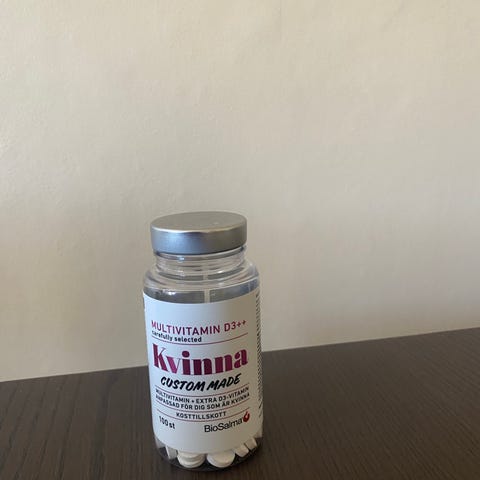 MULTIVITAMIN D3++
carefully selected
Kvinna
CUSTOM MADE
MULTIVITAMIN + EXTRA D3-VITAMIN
ANPASSAD FÖR DIG SOM ÄR KVINNA
KOSTTILLSKOTT
100 st
BioSalma